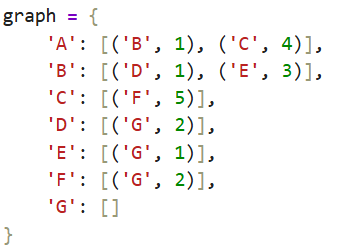 graph = {
    'A': [('B', 1), ('C', 4)],
    'B': [('D', 1), ('E', 3)],
    'C': [('F', 5)],
    'D': [('G', 2)],
    'E': [('G', 1)],
    'F': [('G', 2)],
    'G': []
}